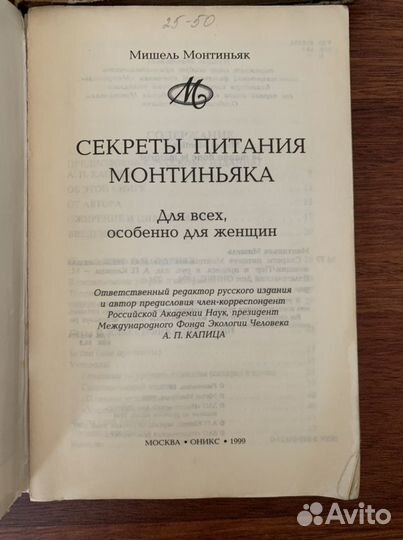 25-50
Мишель Монтиньяк
М
СЕКРЕТЫ ПИТАНИЯ
МОНТИНЬЯКА
Для всех,
особенно для женщин
Ответственный редактор русского издания
и автор предисловия член-корреспондент
Российской Академии Наук, президент
Международного Фонда Экологии Человека
А. П. КАПИЦА
МОСКВА • ОНИКС • 1999
Avito